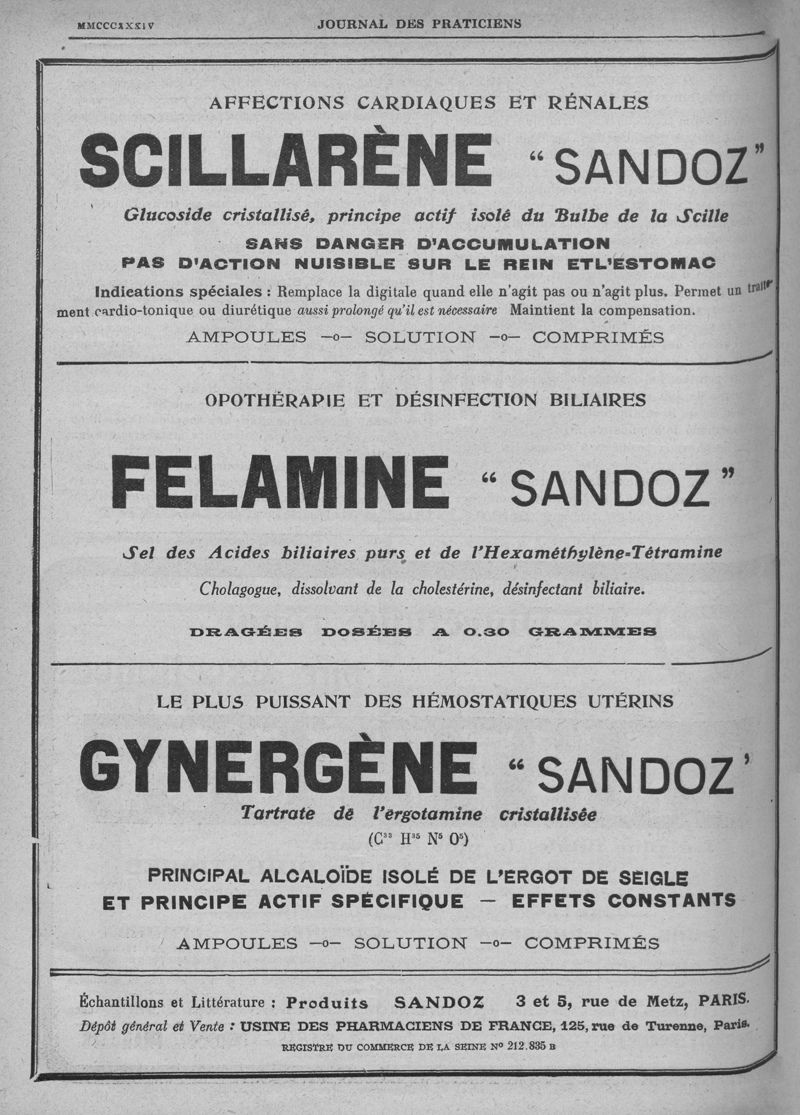 MMCCCXXXIV
JOURNAL DES PRATICIENS
AFFECTIONS CARDIAQUES ET RÉNALES
SCILLARÈNE “SANDOZ”
Glucoside cristallisé, principe actif isolé du Bulbe de la Scille
SANS DANGER D'ACCUMULATION
PAS D'ACTION NUISIBLE SUR LE REIN ETL'ESTOMAC
Indications spéciales : Remplace la digitale quand elle n'agit pas ou n'agit plus. Permet un traite-
ment cardio-tonique ou diurétique aussi prolongé qu'il est nécessaire Maintient la compensation.
AMPOULES —o— SOLUTION —o— COMPRIMÉS
OPOTHÉRAPIE ET DÉSINFECTION BILIAIRES
FELAMINE “SANDOZ”
Sel des Acides biliaires purs et de l'Hexaméthylène-Tétramine
Cholagogue, dissolvant de la cholestérine, désinfectant biliaire.
DRAGÉES DOSÉES A 0.30 GRAMMES
LE PLUS PUISSANT DES HÉMOSTATIQUES UTÉRINS
GYNERGÈNE “SANDOZ’
Tartrate dé l'ergotamine cristallisée
(C³³ H³⁵ N⁵ O⁵)
PRINCIPAL ALCALOÏDE ISOLÉ DE L'ERGOT DE SEIGLE
ET PRINCIPE ACTIF SPÉCIFIQUE — EFFETS CONSTANTS
AMPOULES —o— SOLUTION —o— COMPRIMÉS
Échantillons et Littérature : Produits SANDOZ 3 et 5, rue de Metz, PARIS.
Dépôt général et Vente : USINE DES PHARMACIENS DE FRANCE, 125, rue de Turenne, Paris.
REGISTRE DU COMMERCE DE LA SEINE Nº 212.835 B